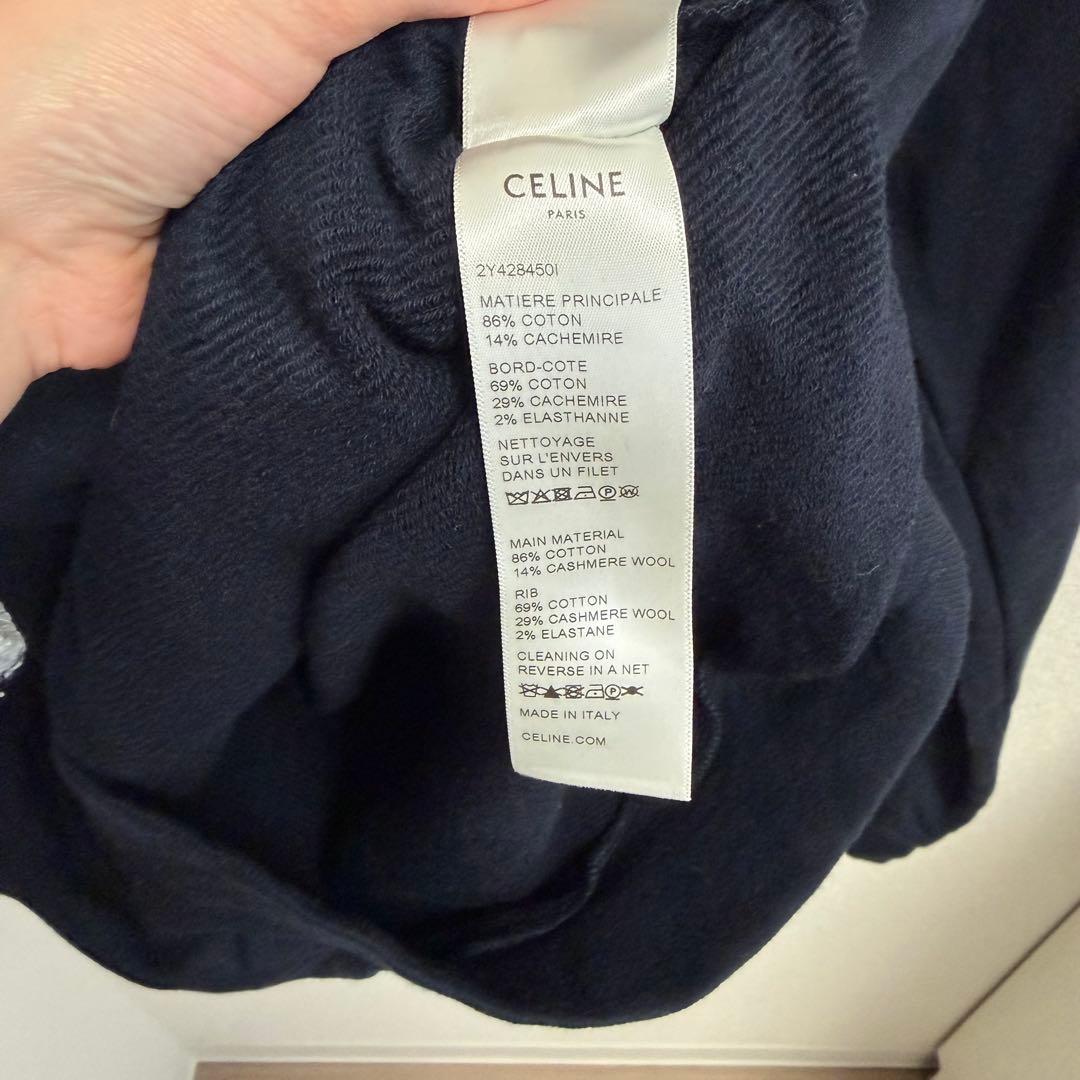 CELINE
PARIS
2Y428450I
MATIERE PRINCIPALE
86% COTON
14% CACHEMIRE
BORD-COTE
69% COTON
29% CACHEMIRE
2% ELASTHANNE
NETTOYAGE
SUR L'ENVERS
DANS UN FILET
P W
MAIN MATERIAL
86% COTTON
14% CASHMERE WOOL
RIB
69% COTTON
29% CASHMERE WOOL
2% ELASTANE
CLEANING ON
REVERSE IN A NET
P
MADE IN ITALY
CELINE.COM